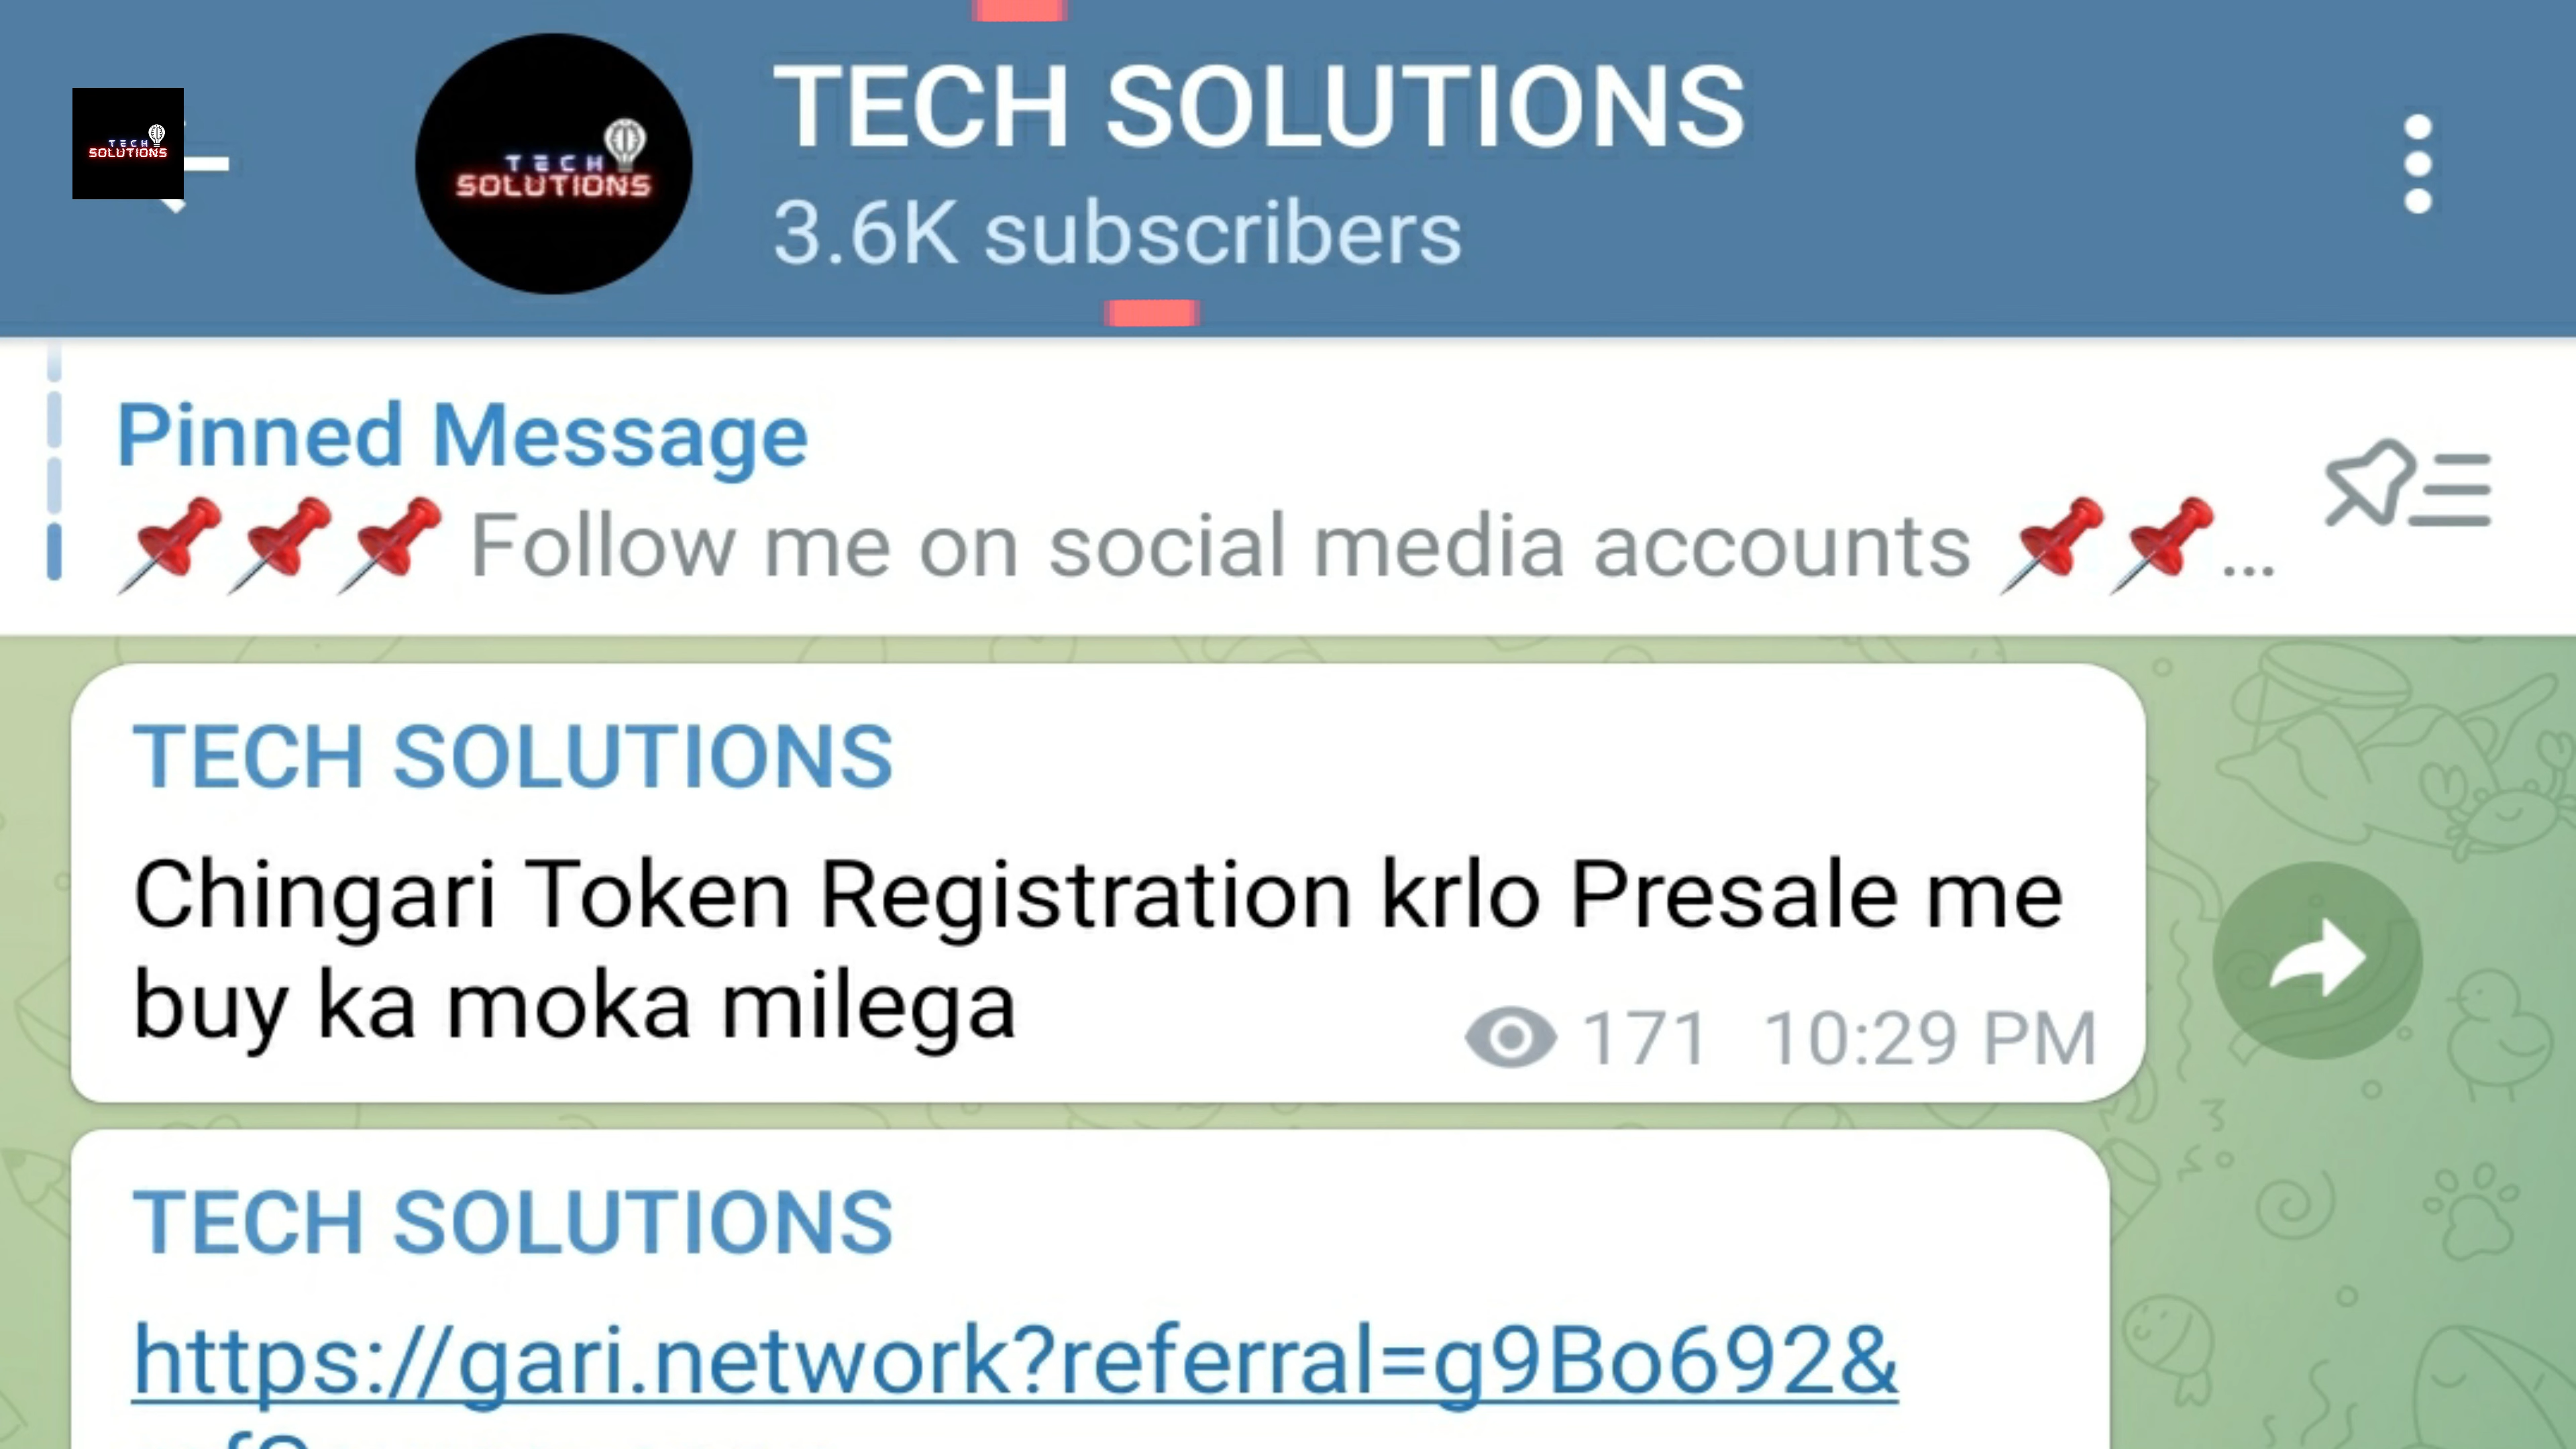 TECH
SOLUTIONS
TECH
SOLUTIONS
TECH SOLUTIONS
3.6K subscribers
Pinned Message
📌📌📌 Follow me on social media accounts 📌📌...
TECH SOLUTIONS
Chingari Token Registration krlo Presale me
buy ka moka milega
171 10:29 PM
TECH SOLUTIONS
https://gari.network?referral=g9Bo692&